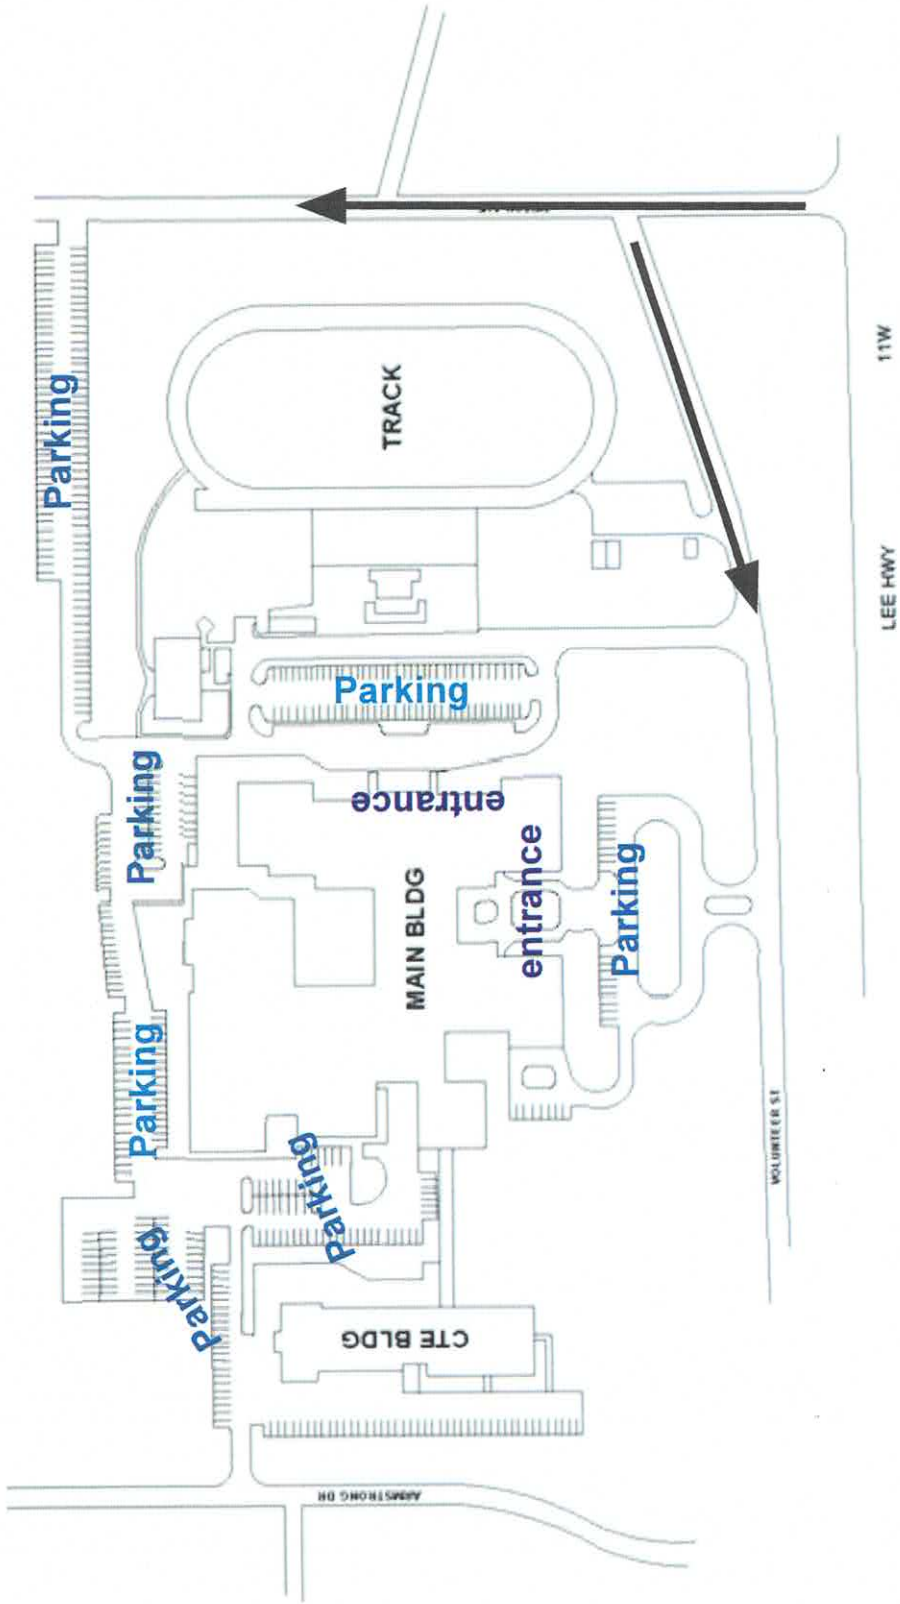 Parking
TRACK
11W
LEE HWY
Parking
Parking
entrance
entrance
Parking
MAIN BLDG
Parking
Parking
Parking
VOLUNTEER ST
CTE BLDG
ARMSTRONG DR